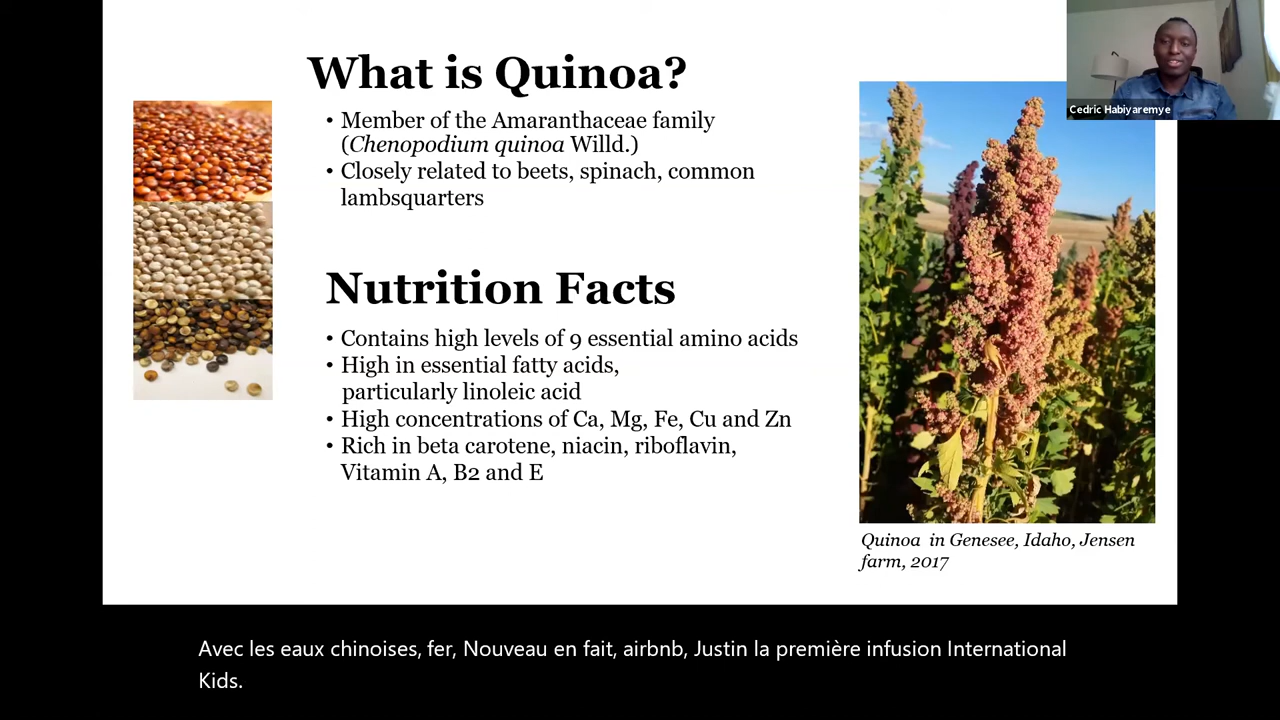 What is Quinoa?
• Member of the Amaranthaceae family
(Chenopodium quinoa Willd.)
• Closely related to beets, spinach, common
lambsquarters
Nutrition Facts
• Contains high levels of 9 essential amino acids
• High in essential fatty acids,
particularly linoleic acid
• High concentrations of Ca, Mg, Fe, Cu and Zn
• Rich in beta carotene, niacin, riboflavin,
Vitamin A, B2 and E
Cedric Habiyaremye
Quinoa in Genesee, Idaho, Jensen
farm, 2017
Avec les eaux chinoises, fer, Nouveau en fait, airbnb, Justin la première infusion International
Kids.